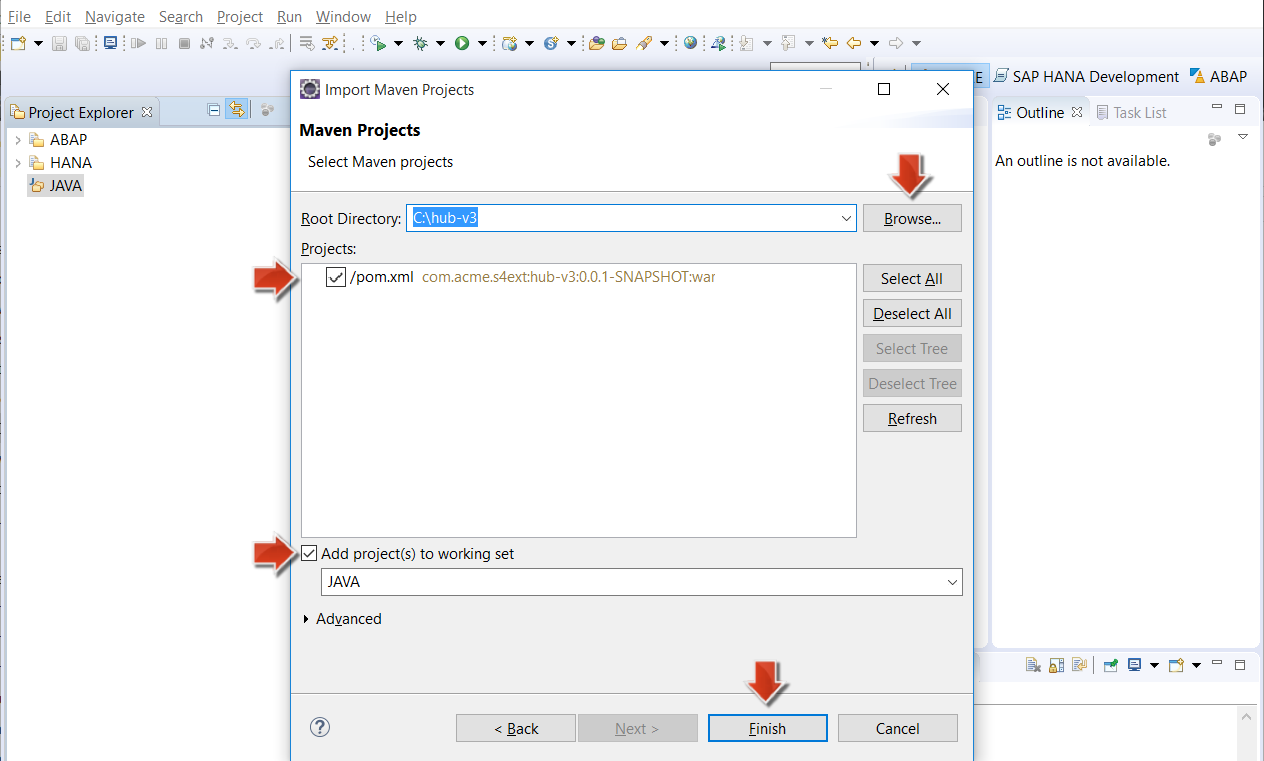 File Edit Navigate Search Project Run Window Help
E SAP HANA Development ABAP
Import Maven Projects
Project Explorer
Outline Task List
Maven Projects
ABAP
Select Maven projects
An outline is not available.
HANA
JAVA
Root Directory: C:\hub-v3 Browse...
Projects:
/pom.xml com.acme.s4ext:hub-v3:0.0.1-SNAPSHOT:war
Select All
Deselect All
Select Tree
Deselect Tree
Refresh
Add project(s) to working set
JAVA
Advanced
< Back Next > Finish Cancel